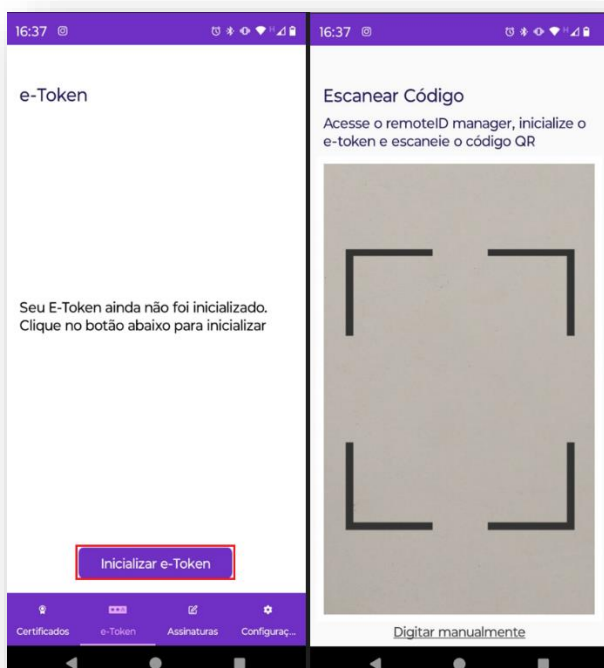 16:37
e-Token
Seu E-Token ainda não foi inicializado.
Clique no botão abaixo para inicializar
Inicializar e-Token
Certificados
e-Token
Assinaturas
Configuraç...
16:37
H
Escanear Código
Acesse o remoteID manager, inicialize o
e-token e escaneie o código QR
Digitar manualmente